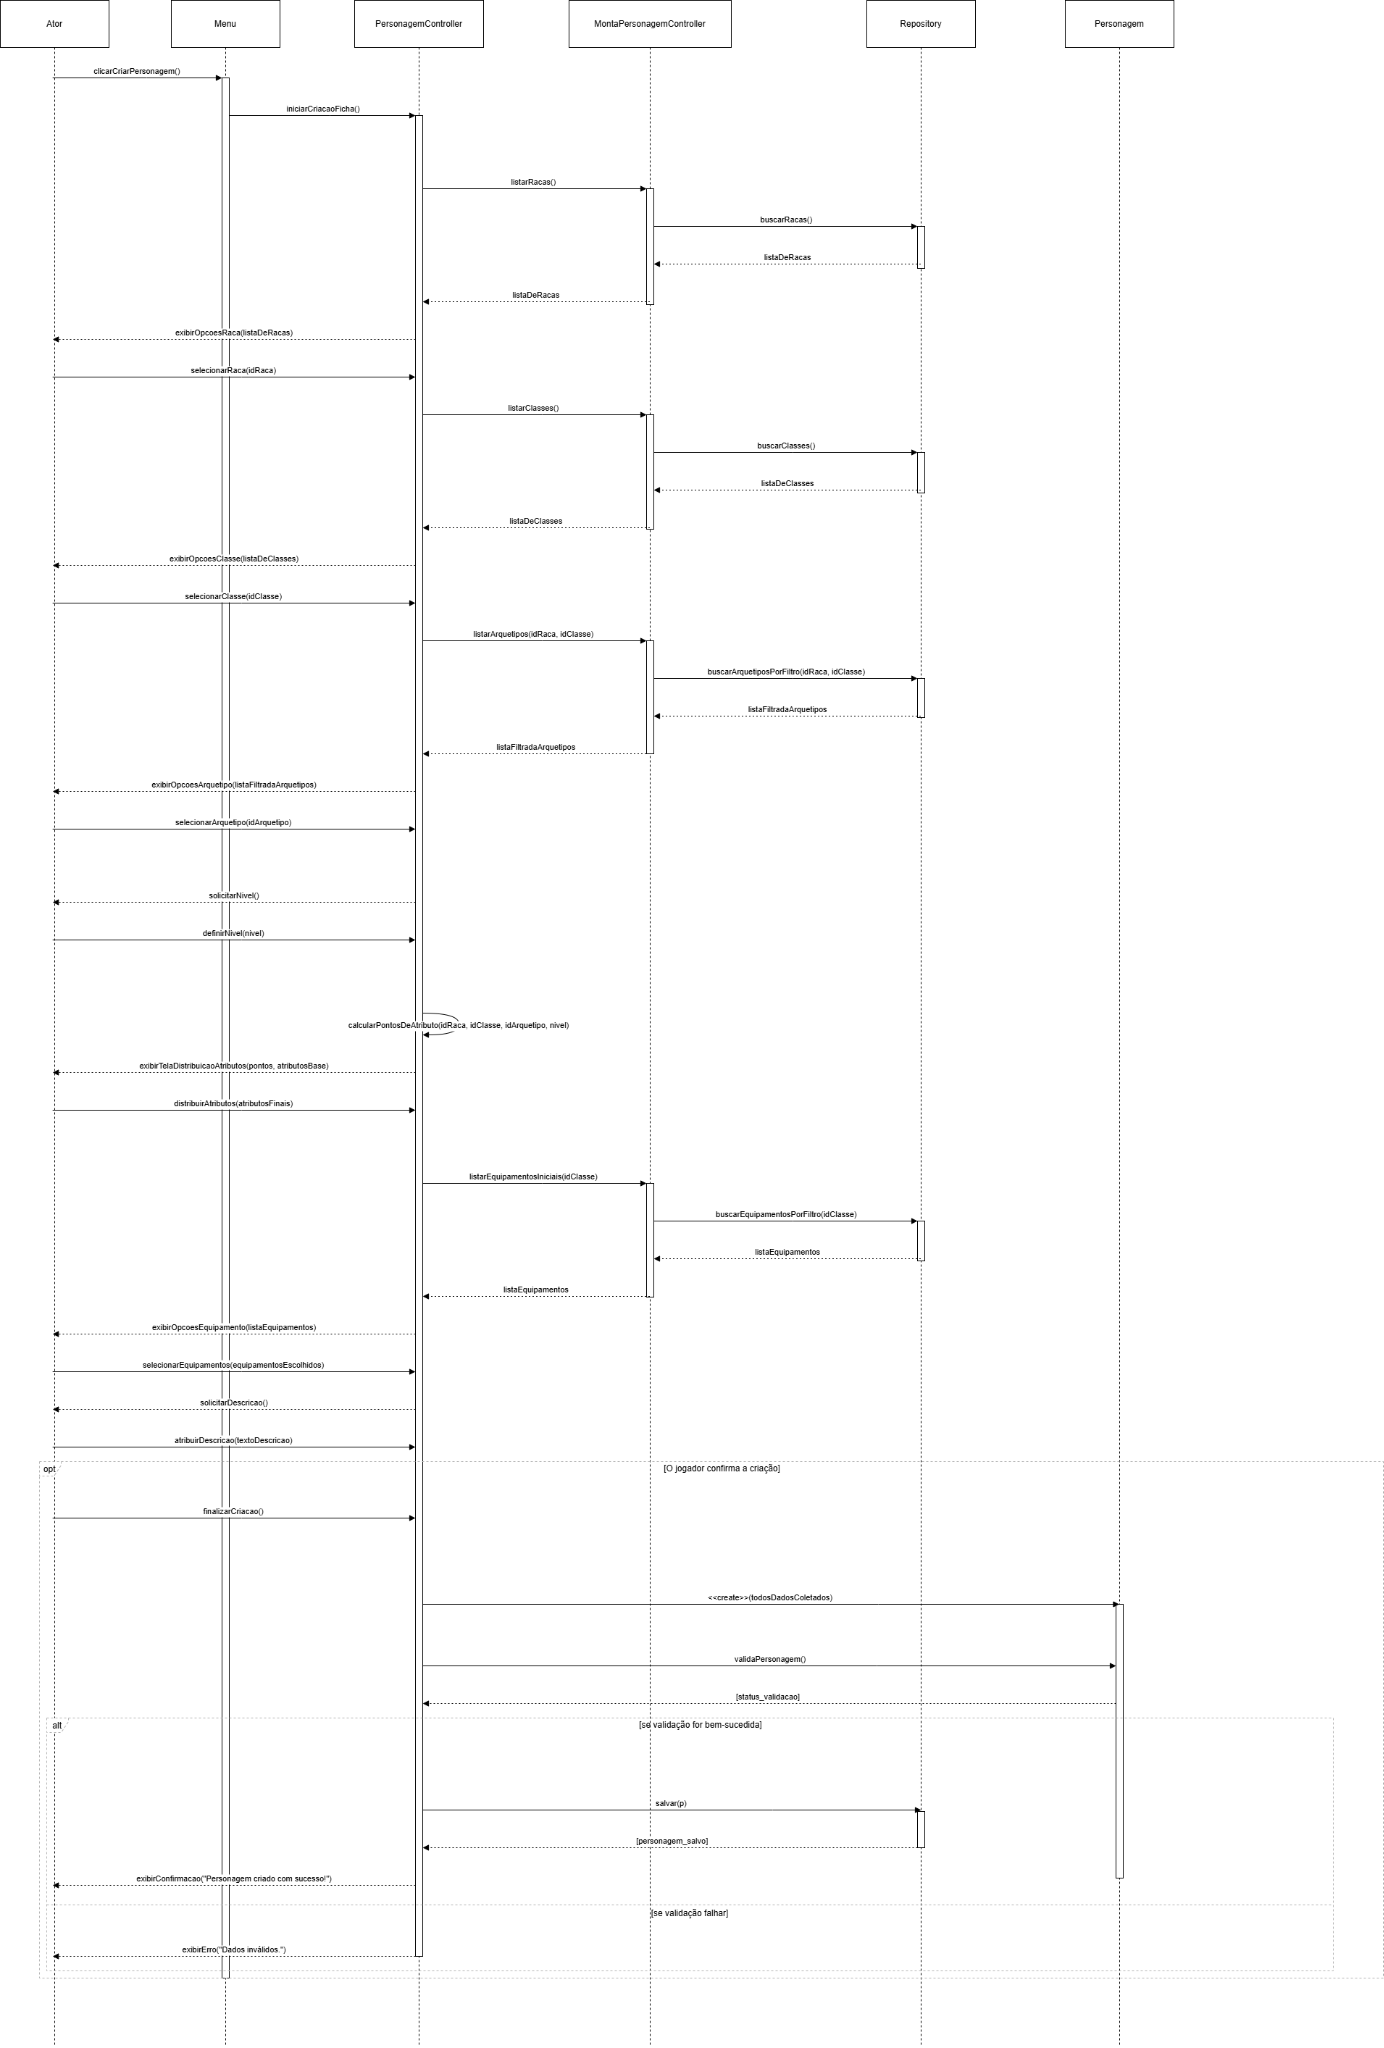 Ator
Menu
PersonagemController
MontaPersonagemController
Repository
Personagem
clicarCriarPersonagem()
iniciarCriacaoFicha()
listarRacas()
buscarRacas()
listaDeRacas
listaDeRacas
exibirOpcoesRaca(listaDeRacas)
selecionarRaca(idRaca)
listarClasses()
buscarClasses()
listaDeClasses
listaDeClasses
exibirOpcoesClasse(listaDeClasses)
selecionarClasse(idClasse)
listarArquetipos(idRaca, idClasse)
buscarArquetiposPorFiltro(idRaca, idClasse)
listaFiltradaArquetipos
listaFiltradaArquetipos
exibirOpcoesArquetipo(listaFiltradaArquetipos)
selecionarArquetipo(idArquetipo)
solicitarNivel()
definirNivel(nivel)
calcularPontosDeAtributo(idRaca, idClasse, idArquetipo, nivel)
exibirTelaDistribuicaoAtributos(pontos, atributosBase)
distribuirAtributos(atributosFinais)
listarEquipamentosIniciais(idClasse)
buscarEquipamentosPorFiltro(idClasse)
listaEquipamentos
listaEquipamentos
exibirOpcoesEquipamento(listaEquipamentos)
selecionarEquipamentos(equipamentosEscolhidos)
solicitarDescricao()
atribuirDescricao(textoDescricao)
opt
[O jogador confirma a criação]
finalizarCriacao()
<<create>>(todosDadosColetados)
validaPersonagem()
[status_validacao]
alt
[se validação for bem-sucedida]
salvar(p)
[personagem_salvo]
exibirConfirmacao("Personagem criado com sucesso!")
[se validação falhar]
exibirErro("Dados inválidos.")